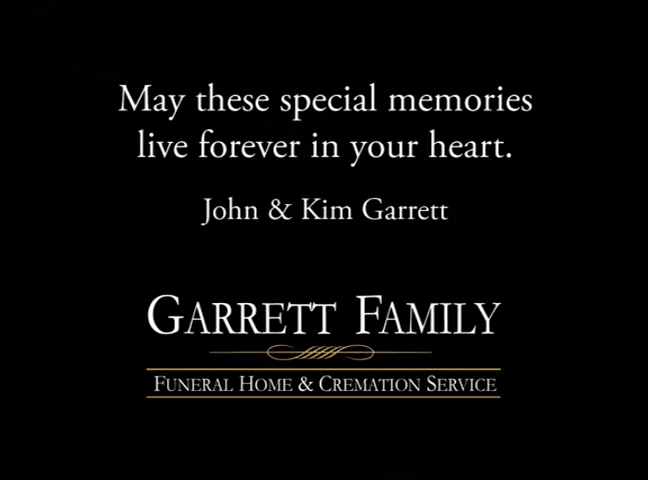 May these special memories
live forever in your heart.
John & Kim Garrett
GARRETT FAMILY
FUNERAL HOME & CREMATION SERVICE